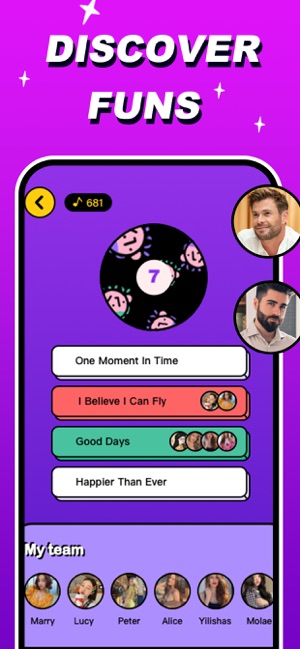 DISCOVER
FUNS
681
7
One Moment In Time
I Believe I Can Fly
Good Days
Happier Than Ever
My team
Marry Lucy Peter Alice Yilishas Molae